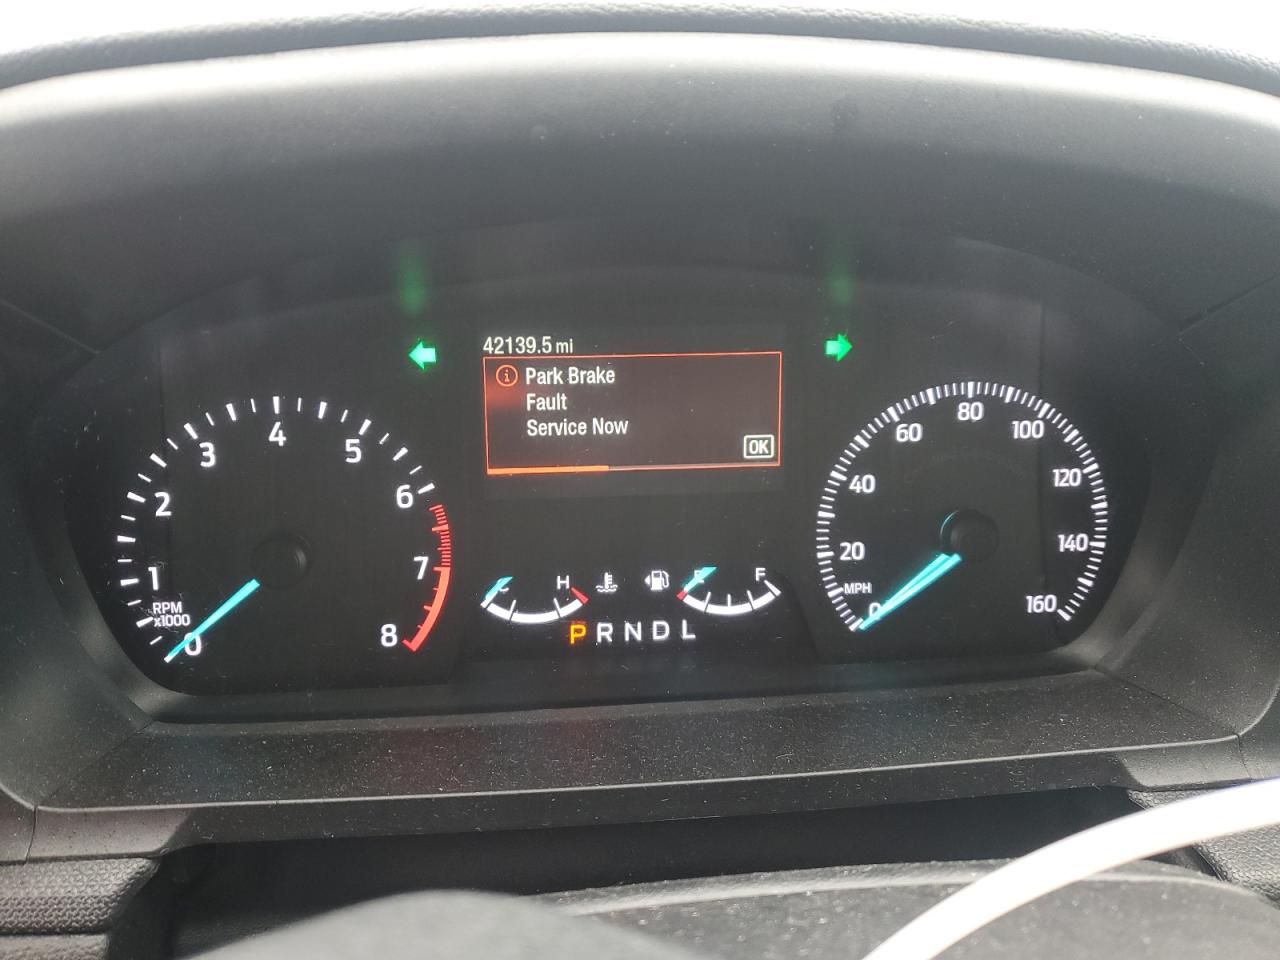 42139.5 mi
Park Brake
Fault
Service Now
OK
0 1 2 3 4 5 6 7 8
RPM
x1000
H
E F
P R N D L
0 20 40 60 80 100 120 140 160
MPH